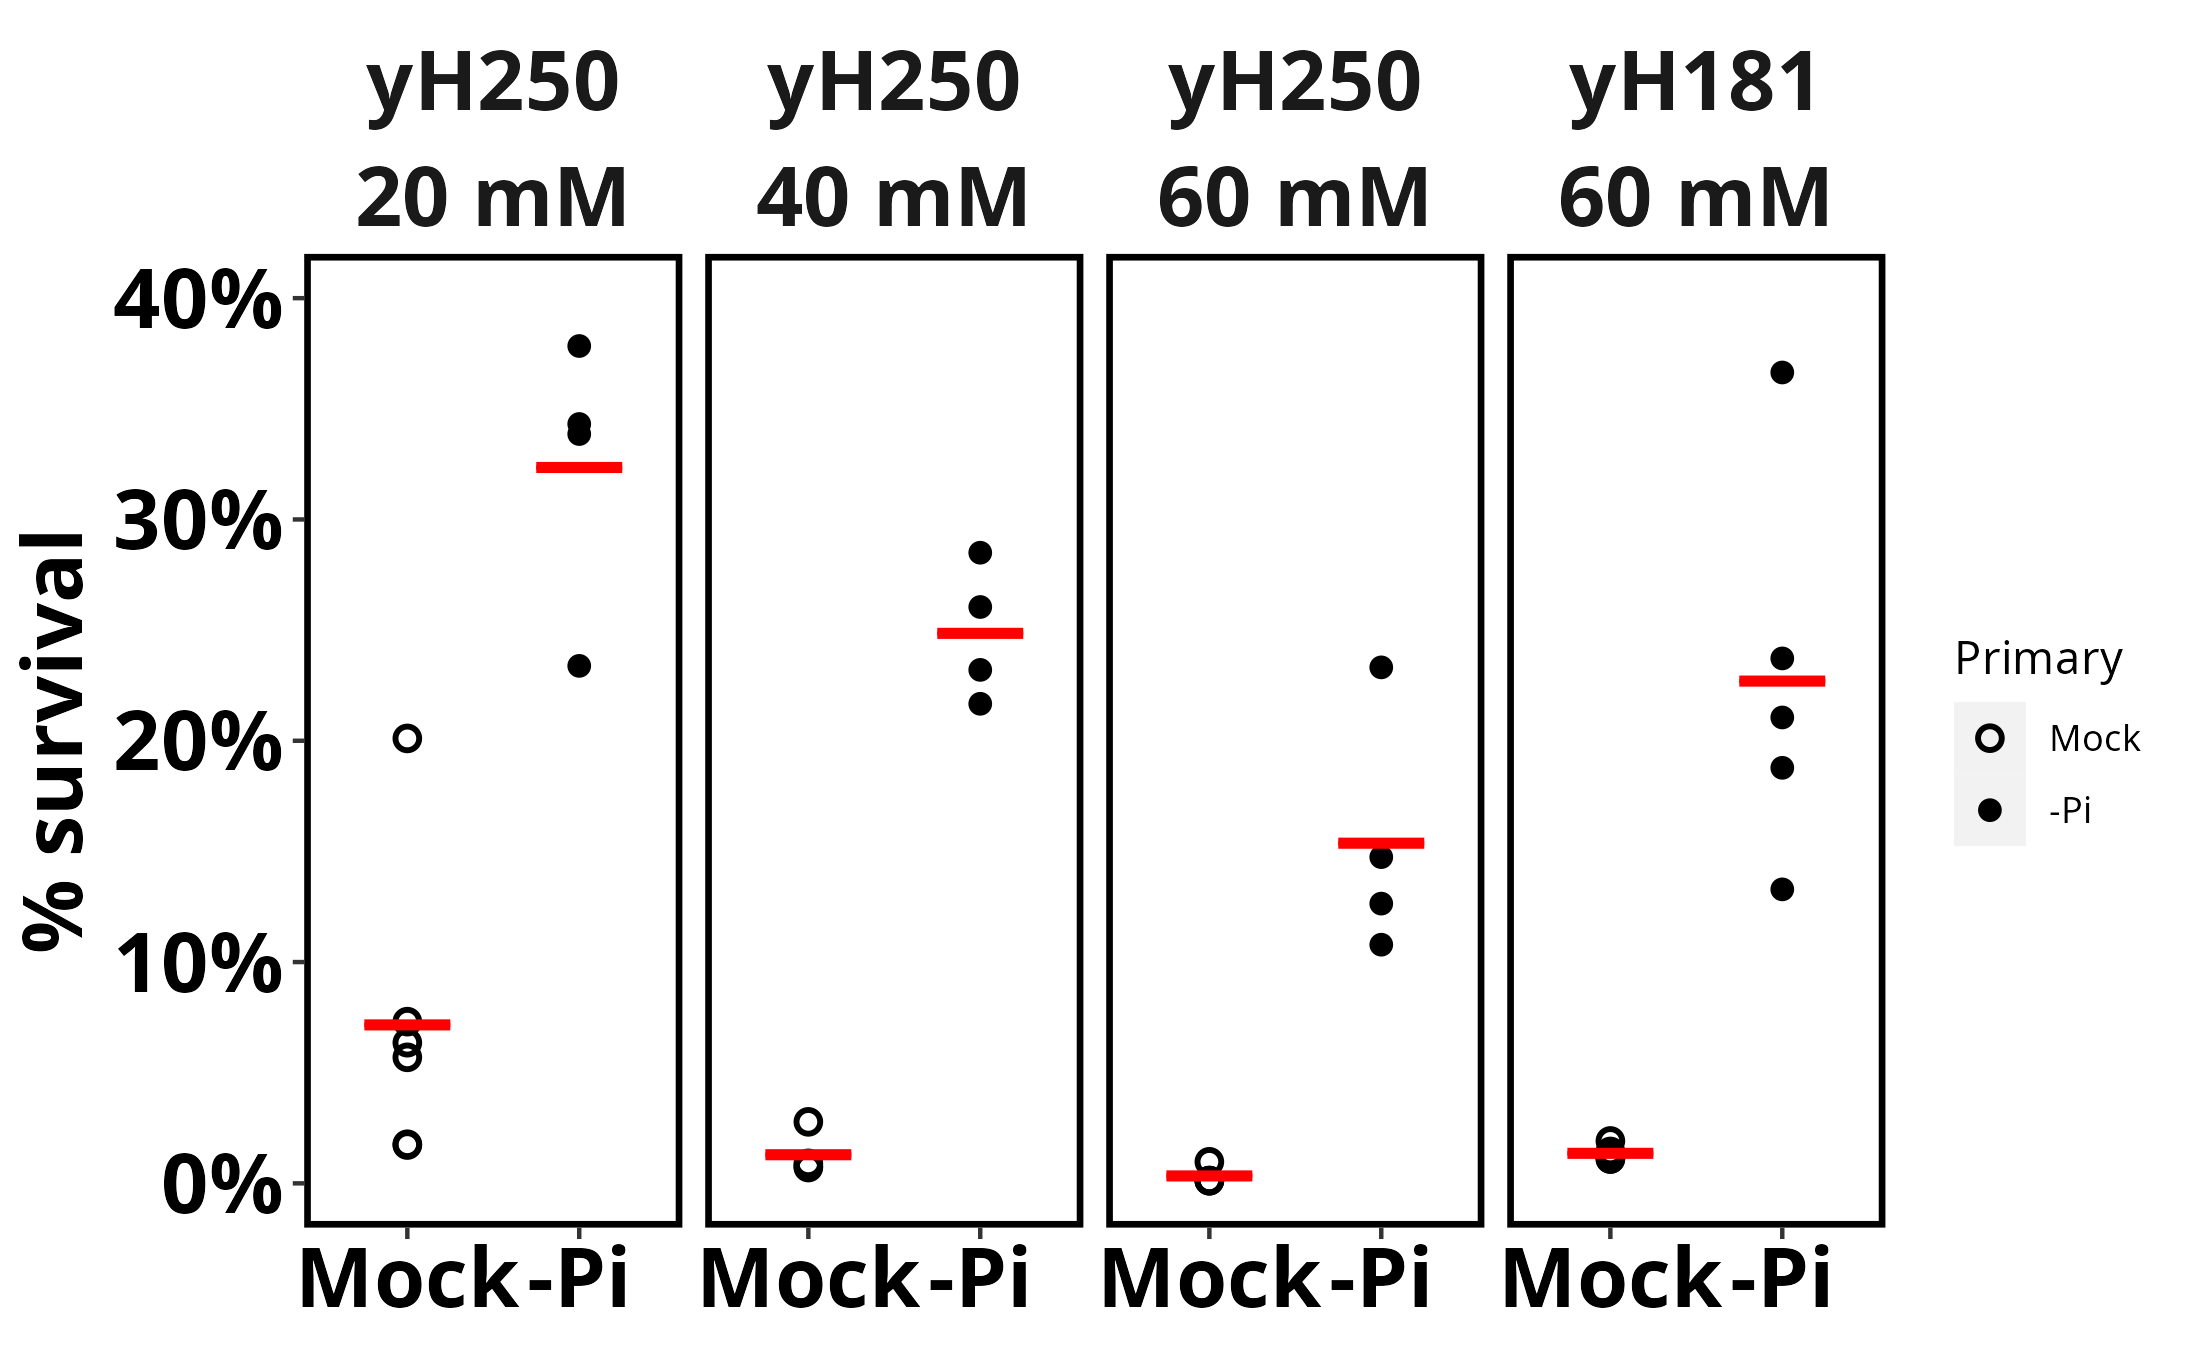 yH250 yH250 yH250 yH181
20 mM 40 mM 60 mM 60 mM
40%
30%
20%
10%
0%
% survival
Mock -Pi Mock -Pi Mock -Pi Mock -Pi
Primary
Mock
-Pi